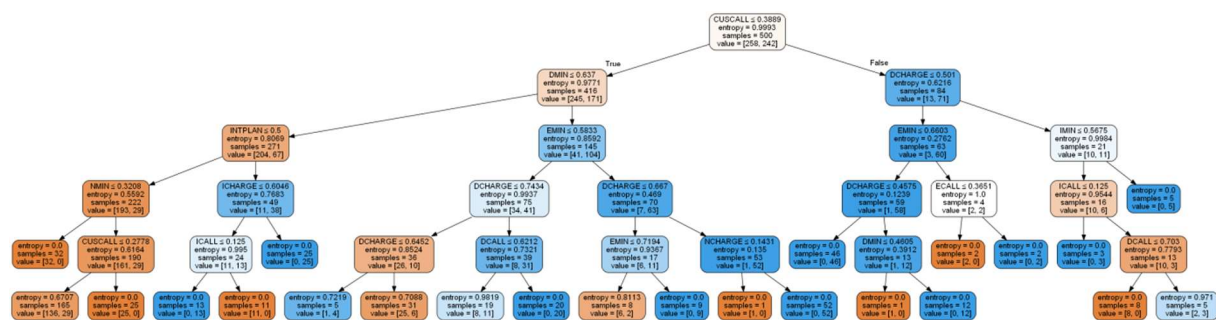 CUSCALL ≤ 0.3889
entropy = 0.9993
samples = 500
value = [258, 242]
True
False
DMIN ≤ 0.637
entropy = 0.9771
samples = 416
value = [245, 171]
DCHARGE ≤ 0.501
entropy = 0.6216
samples = 84
value = [13, 71]
INTPLAN ≤ 0.5
entropy = 0.8069
samples = 271
value = [204, 67]
EMIN ≤ 0.5833
entropy = 0.8592
samples = 145
value = [41, 104]
EMIN ≤ 0.6603
entropy = 0.2762
samples = 63
value = [3, 60]
IMIN ≤ 0.5675
entropy = 0.9984
samples = 21
value = [10, 11]
NMIN ≤ 0.3208
entropy = 0.5592
samples = 222
value = [193, 29]
ICHARGE ≤ 0.6046
entropy = 0.7683
samples = 49
value = [11, 38]
DCHARGE ≤ 0.7434
entropy = 0.9937
samples = 75
value = [34, 41]
DCHARGE ≤ 0.667
entropy = 0.469
samples = 70
value = [7, 63]
DCHARGE ≤ 0.4575
entropy = 0.1239
samples = 59
value = [1, 58]
ECALL ≤ 0.3651
entropy = 1.0
samples = 4
value = [2, 2]
ICALL ≤ 0.125
entropy = 0.9544
samples = 16
value = [10, 6]
entropy = 0.0
samples = 5
value = [0, 5]
entropy = 0.0
samples = 32
value = [32, 0]
CUSCALL ≤ 0.2778
entropy = 0.6164
samples = 190
value = [161, 29]
ICALL ≤ 0.125
entropy = 0.995
samples = 24
value = [11, 13]
entropy = 0.0
samples = 25
value = [0, 25]
DCHARGE ≤ 0.6452
entropy = 0.8524
samples = 36
value = [26, 10]
DCALL ≤ 0.6212
entropy = 0.7321
samples = 39
value = [8, 31]
EMIN ≤ 0.7194
entropy = 0.9367
samples = 17
value = [6, 11]
NCHARGE ≤ 0.1431
entropy = 0.135
samples = 53
value = [1, 52]
entropy = 0.0
samples = 46
value = [0, 46]
DMIN ≤ 0.4605
entropy = 0.3912
samples = 13
value = [1, 12]
entropy = 0.0
samples = 2
value = [2, 0]
entropy = 0.0
samples = 2
value = [0, 2]
entropy = 0.0
samples = 3
value = [0, 3]
DCALL ≤ 0.703
entropy = 0.7793
samples = 13
value = [10, 3]
entropy = 0.6707
samples = 165
value = [136, 29]
entropy = 0.0
samples = 25
value = [25, 0]
entropy = 0.0
samples = 13
value = [0, 13]
entropy = 0.0
samples = 11
value = [11, 0]
entropy = 0.7219
samples = 5
value = [1, 4]
entropy = 0.7088
samples = 31
value = [25, 6]
entropy = 0.9819
samples = 19
value = [8, 11]
entropy = 0.0
samples = 20
value = [0, 20]
entropy = 0.8113
samples = 8
value = [6, 2]
entropy = 0.0
samples = 9
value = [0, 9]
entropy = 0.0
samples = 1
value = [1, 0]
entropy = 0.0
samples = 52
value = [0, 52]
entropy = 0.0
samples = 1
value = [1, 0]
entropy = 0.0
samples = 12
value = [0, 12]
entropy = 0.0
samples = 8
value = [8, 0]
entropy = 0.971
samples = 5
value = [2, 3]